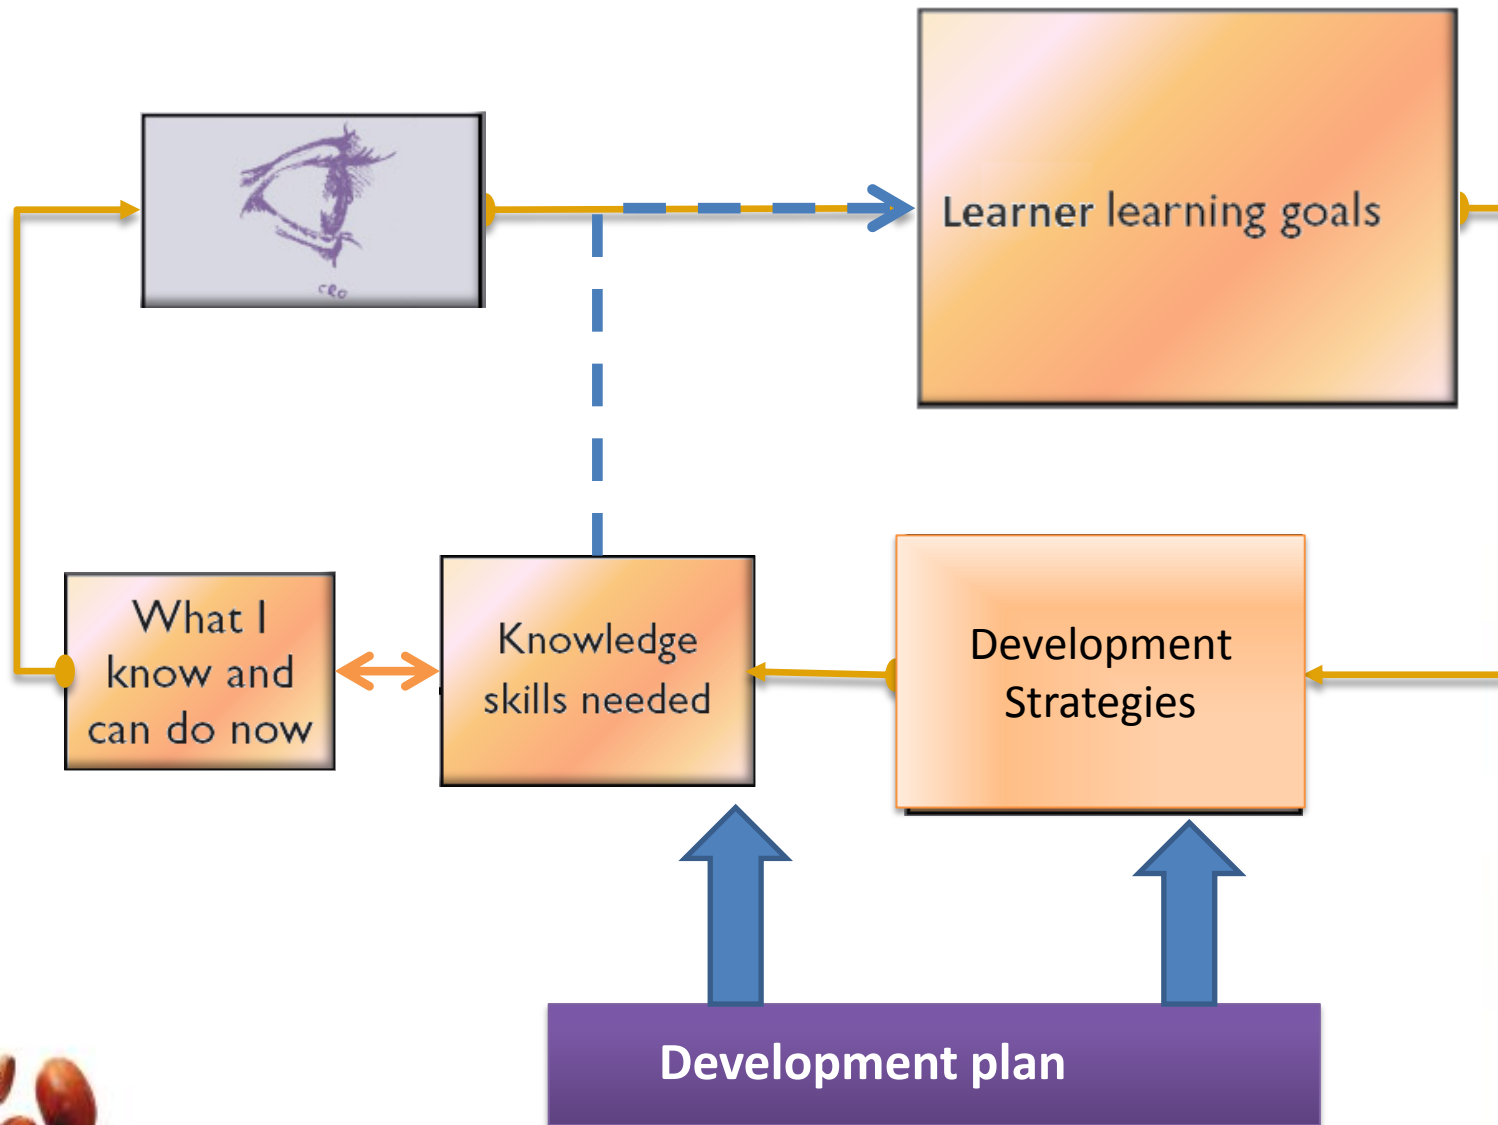 Learner learning goals
What I
know and
can do now
Knowledge
skills needed
Development
Strategies
Development plan